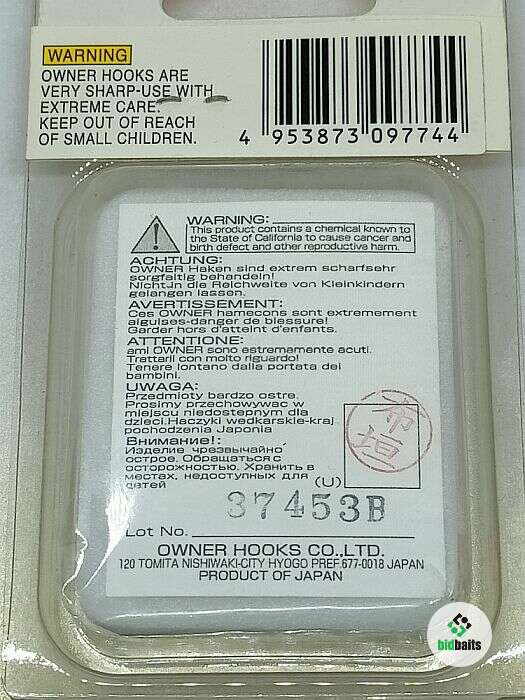 WARNING
OWNER HOOKS ARE
VERY SHARP-USE WITH
EXTREME CARE.
KEEP OUT OF REACH
OF SMALL CHILDREN.
4 953873 097744
WARNING:
This product contains a chemical known to
the State of California to cause cancer and
birth defect and other reproductive harm.
ACHTUNG:
OWNER Haken sind extrem scharfsehr
sorgfaltig behandeln!
NichtJn die Reichweite von Kleinkindern
gelangen lassen.
AVERTISSEMENT:
Ces OWNER hamecons sont extremement
aiguises-danger de blessure!
Garder hors d'atteint d'enfants.
ATTENTIONE:
ami OWNER sono estremamente acuti.
Trattarli con molto riguardo!
Tenere lontano dalla portata dei
bambini.
UWAGA:
Przedmioty bardzo ostre.
Prosimy przechowywac w
miejscu niedostepnym dla
dzieci.Haczyki wedkarskie-kraj
pochodzenia Japonia
Внимание!:
Изделие чрезвычайно
острое. Обращаться с
осторожностью. Хранить в
местах, недоступных для
детей
(U)
37453B
Lot No.
OWNER HOOKS CO.,LTD.
120 TOMITA NISHIWAKI-CITY HYOGO PREF.677-0018 JAPAN
PRODUCT OF JAPAN
bidbaits